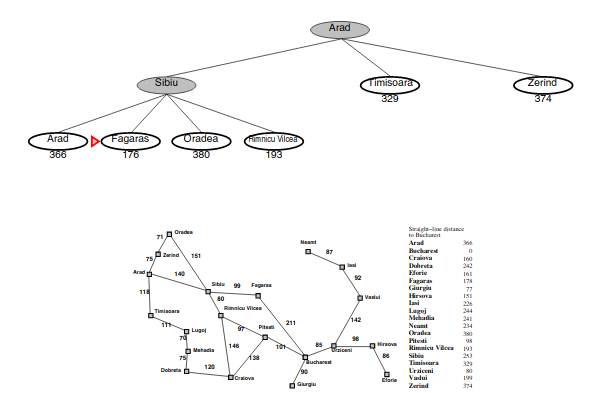 Arad
Sibiu
Timisoara
Zerind
329
374
Arad
Fagaras
Oradea
Rimnicu Vilcea
366
176
380
193
Straight−line distance
to Bucharest
Arad 366
Bucharest 0
Craiova 160
Dobreta 242
Eforie 161
Fagaras 178
Giurgiu 77
Hirsova 151
Iasi 226
Lugoj 244
Mehadia 241
Neamt 234
Oradea 380
Pitesti 98
Rimnicu Vilcea 193
Sibiu 253
Timisoara 329
Urziceni 80
Vaslui 199
Zerind 374
Oradea
71
Neamt
87
Zerind
151
75
Iasi
Arad
140
92
Sibiu
99
Fagaras
118
80
Vaslui
Timisoara
Rimnicu Vilcea
142
111
Lugoj
97
Pitesti
211
70
98
Hirsova
85
Mehadia
146
101
Urziceni
75
138
86
Bucharest
120
Dobreta
90
Craiova
Eforie
Giurgiu